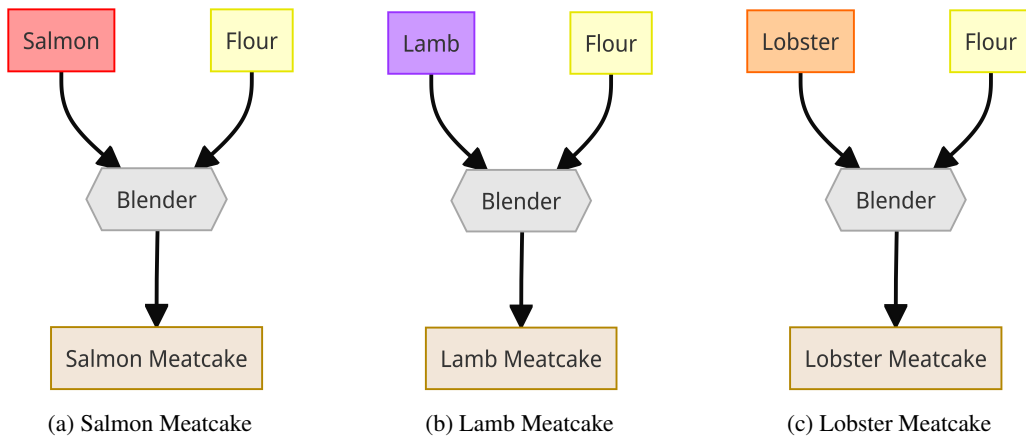 Salmon
Flour
Blender
Salmon Meatcake
(a) Salmon Meatcake
Lamb
Flour
Blender
Lamb Meatcake
(b) Lamb Meatcake
Lobster
Flour
Blender
Lobster Meatcake
(c) Lobster Meatcake